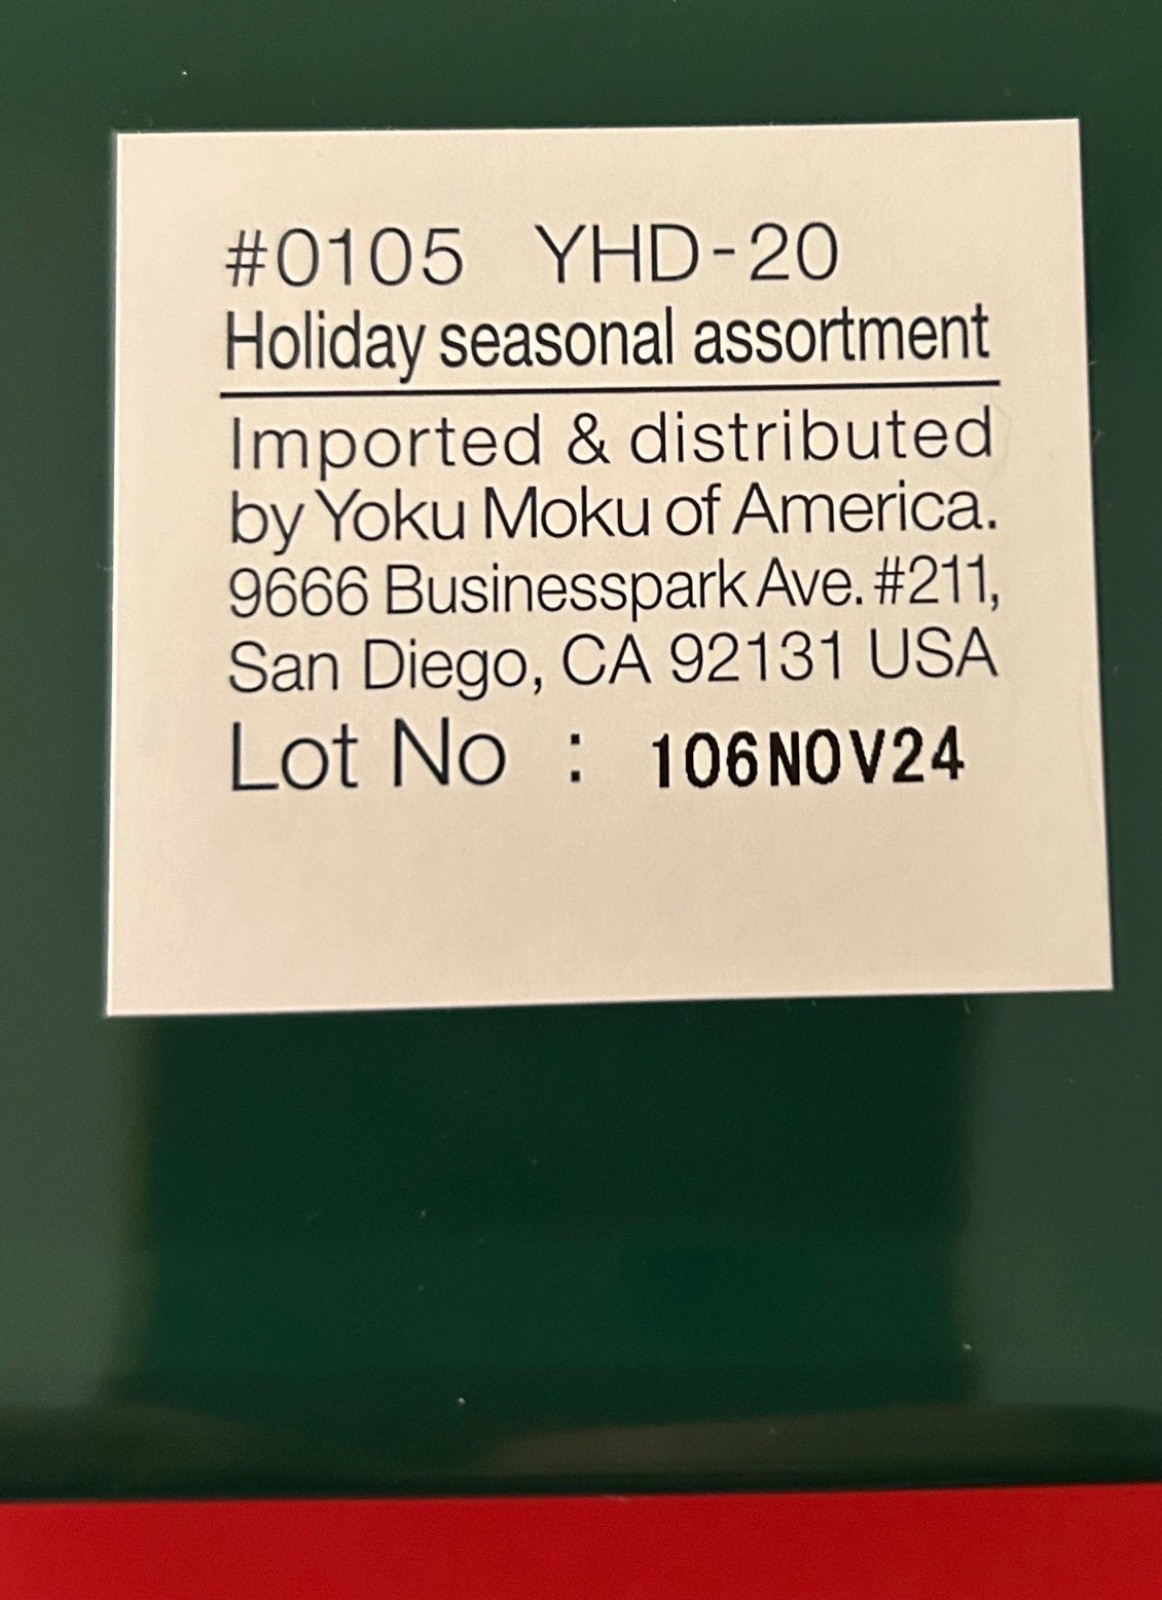 #0105 YHD-20
Holiday seasonal assortment
Imported & distributed
by Yoku Moku of America.
9666 Businesspark Ave. #211,
San Diego, CA 92131 USA
Lot No : 106NOV24